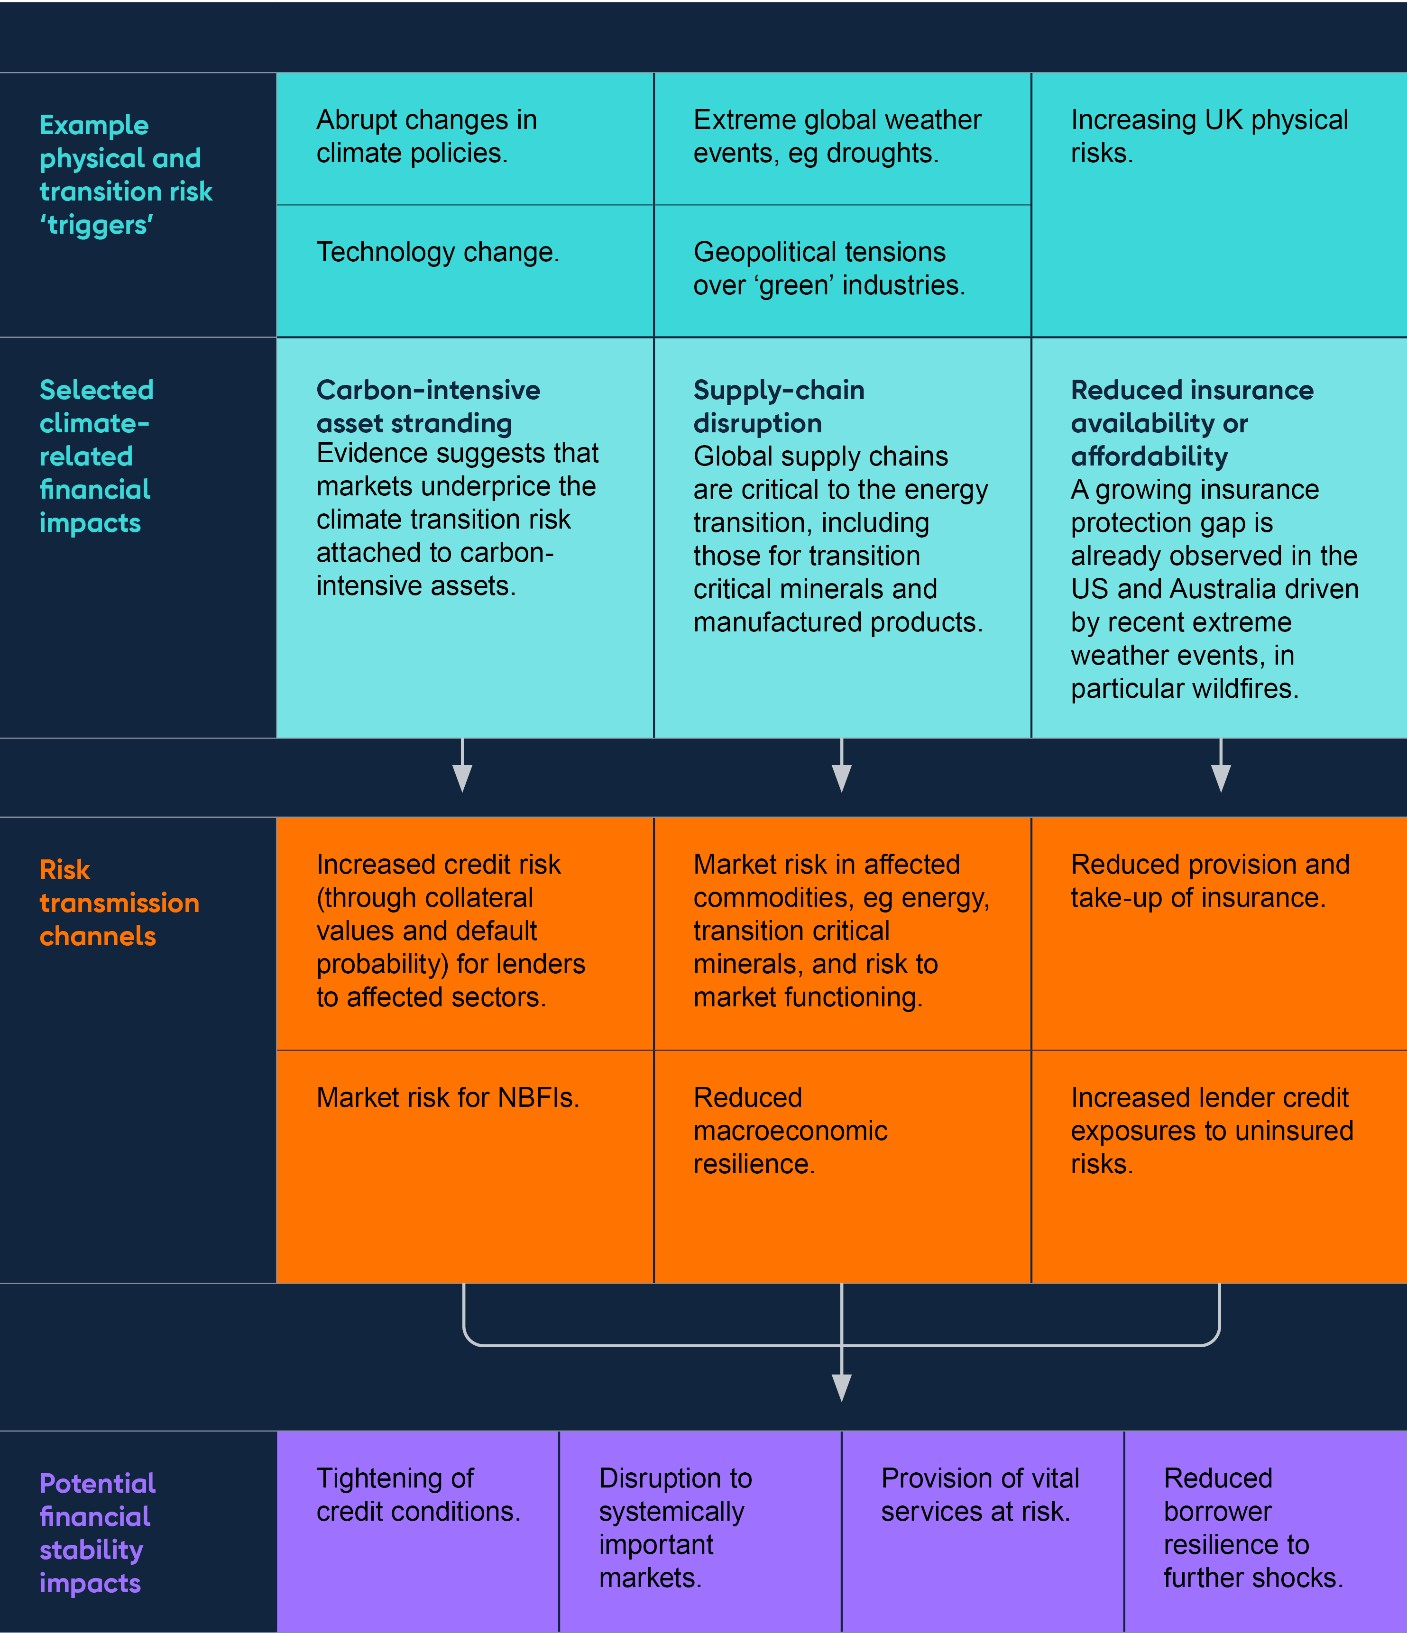 Example
physical and
transition risk
‘triggers’
Abrupt changes in
climate policies.
Extreme global weather
events, eg droughts.
Increasing UK physical
risks.
Technology change.
Geopolitical tensions
over ‘green’ industries.
Selected
climate-
related
financial
impacts
Carbon-intensive
asset stranding
Evidence suggests that
markets underprice the
climate transition risk
attached to carbon-
intensive assets.
Supply-chain
disruption
Global supply chains
are critical to the energy
transition, including
those for transition
critical minerals and
manufactured products.
Reduced insurance
availability or
affordability
A growing insurance
protection gap is
already observed in the
US and Australia driven
by recent extreme
weather events, in
particular wildfires.
Risk
transmission
channels
Increased credit risk
(through collateral
values and default
probability) for lenders
to affected sectors.
Market risk in affected
commodities, eg energy,
transition critical
minerals, and risk to
market functioning.
Reduced provision and
take-up of insurance.
Market risk for NBFIs.
Reduced
macroeconomic
resilience.
Increased lender credit
exposures to uninsured
risks.
Potential
financial
stability
impacts
Tightening of
credit conditions.
Disruption to
systemically
important
markets.
Provision of vital
services at risk.
Reduced
borrower
resilience to
further shocks.